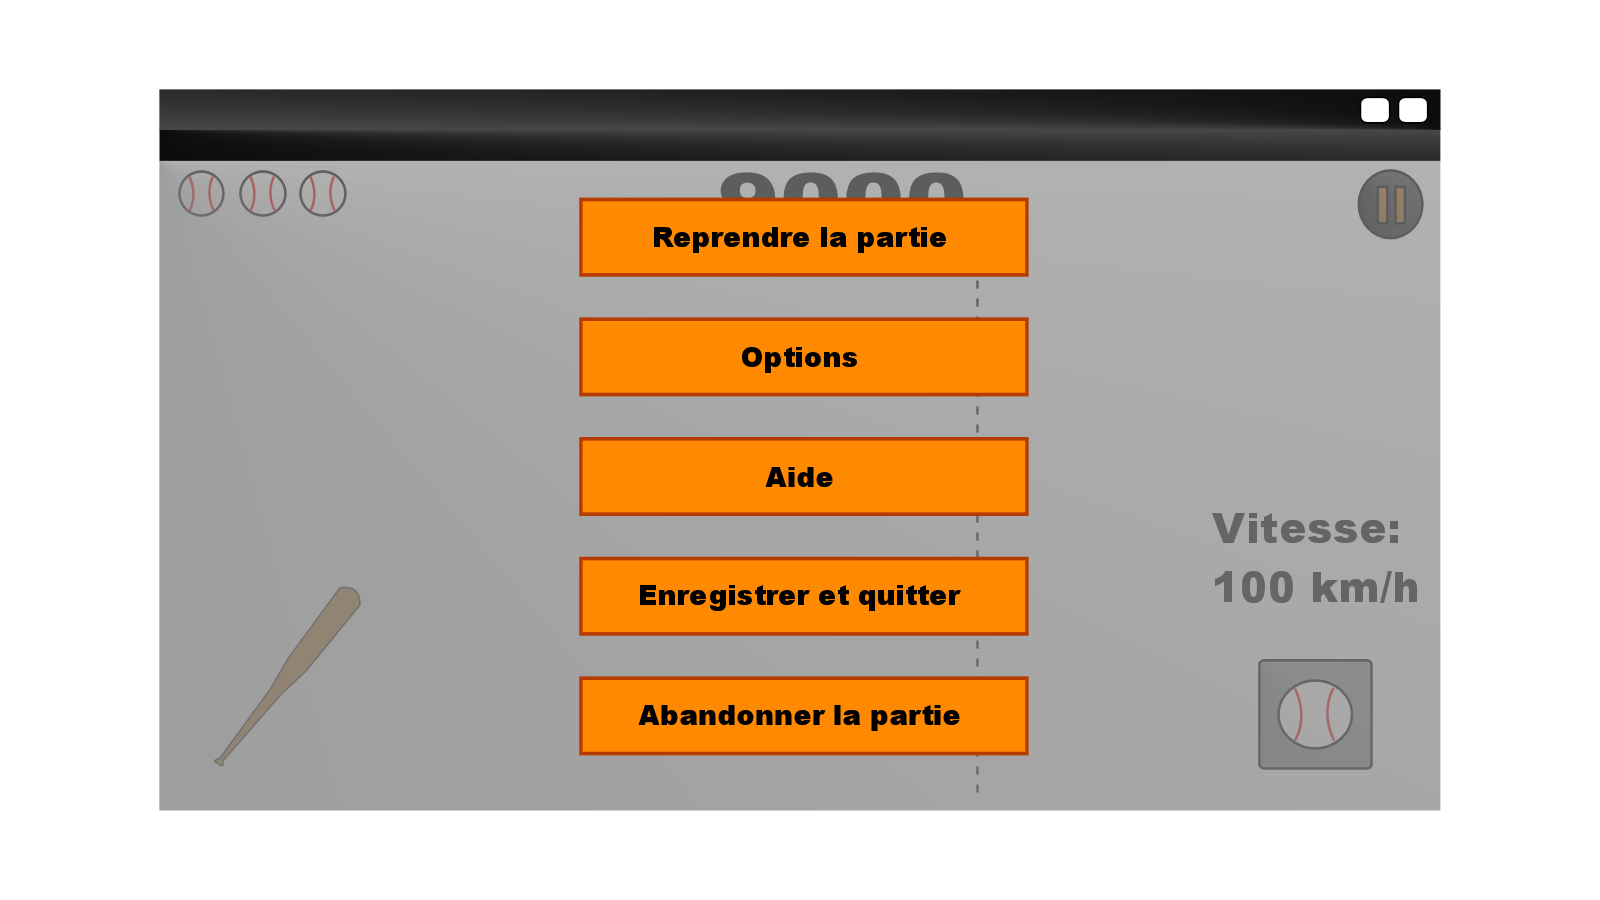 Reprendre la partie
Options
Aide
Enregistrer et quitter
Abandonner la partie
Vitesse:
100 km/h